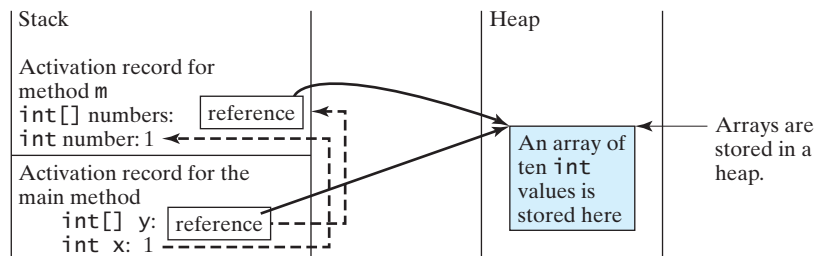 Stack
Heap
Activation record for
method m
int[] numbers: reference
int number: 1
Activation record for the
main method
int[] y: reference
int x: 1
An array of
ten int
values is
stored here
Arrays are
stored in a
heap.